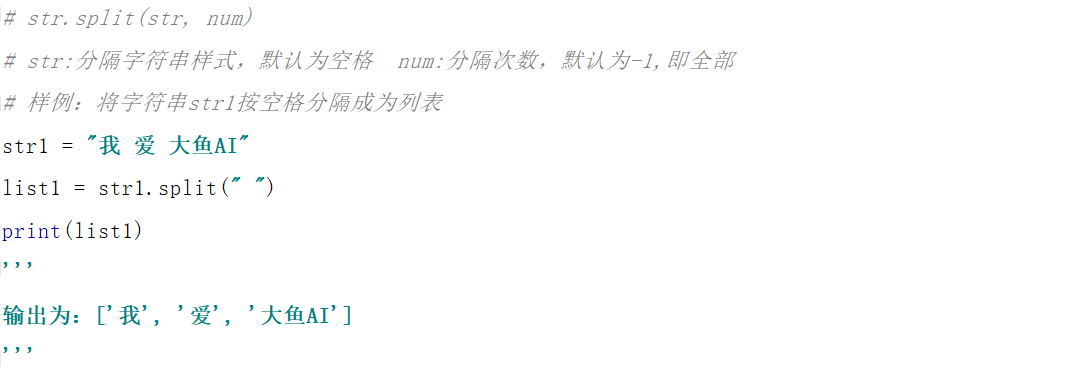 # str.split(str, num)
# str:分隔字符串样式，默认为空格  num:分隔次数，默认为-1,即全部
# 样例：将字符串str1按空格分隔成为列表
str1 = "我 爱 大鱼AI"
list1 = str1.split(" ")
print(list1)
'''
输出为：['我', '爱', '大鱼AI']
'''